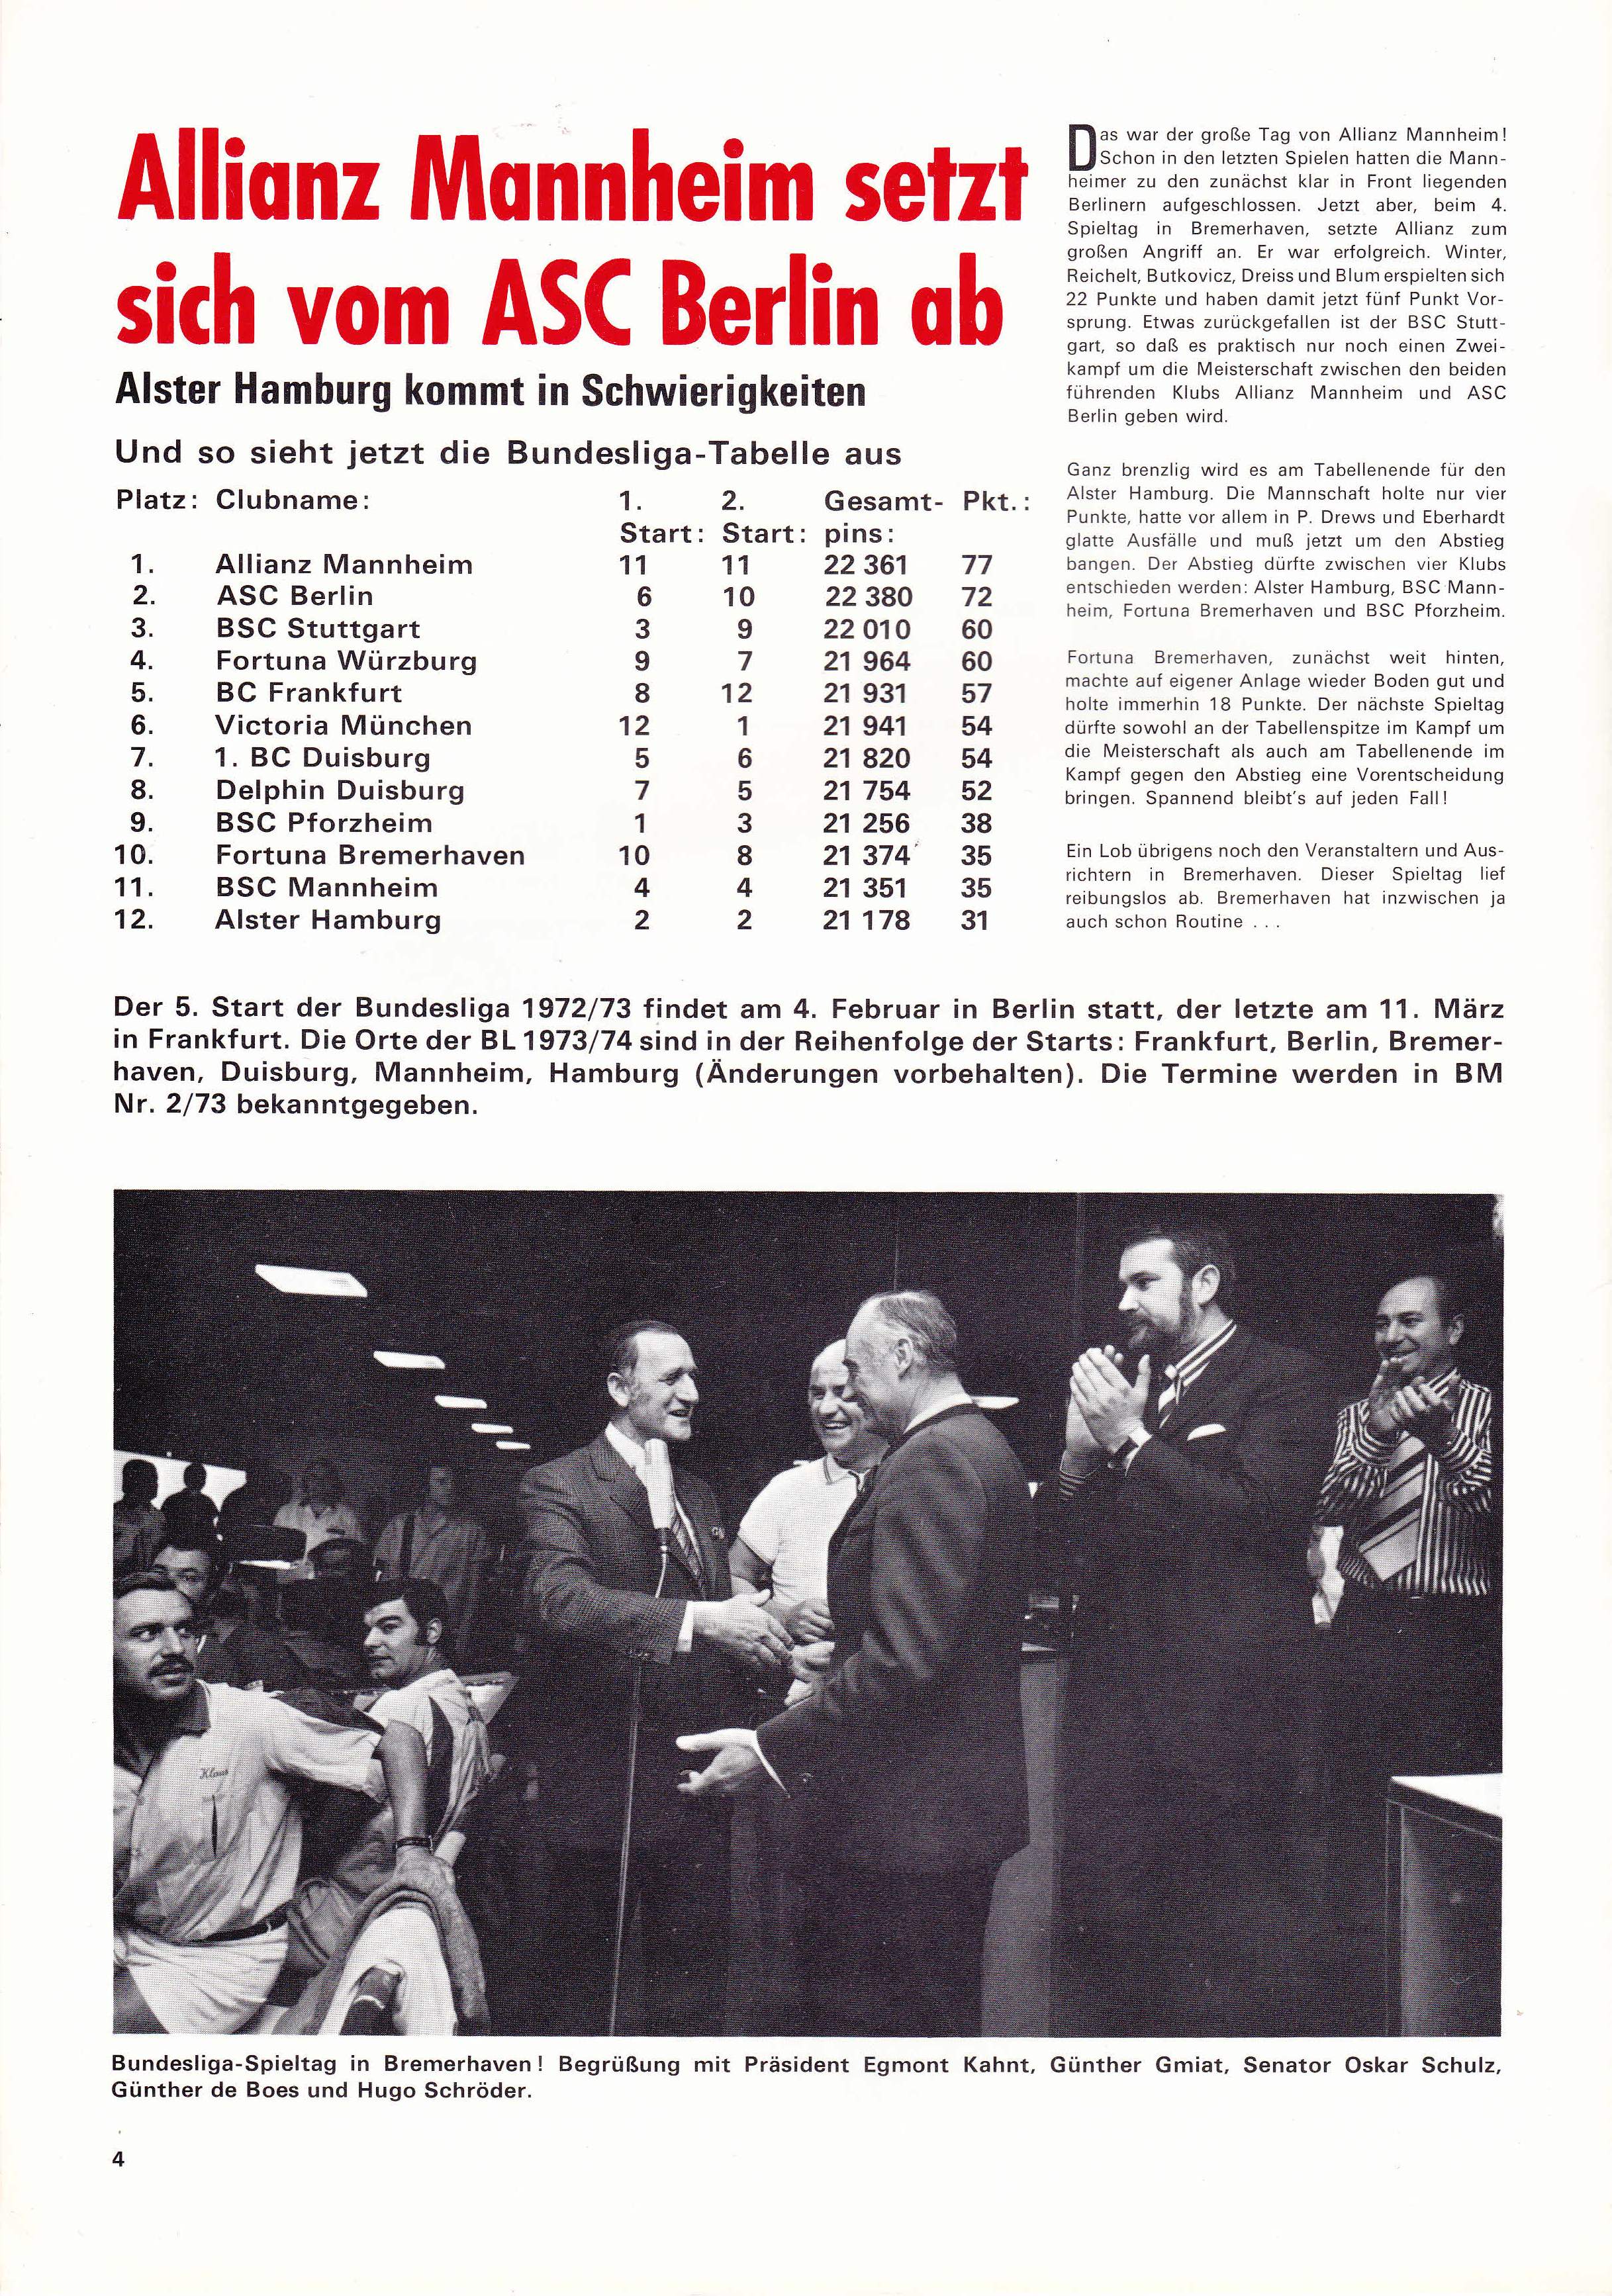 Allianz Mannheim setzt
sich vom ASC Berlin ab
Alster Hamburg kommt in Schwierigkeiten
Und so sieht jetzt die Bundesliga-Tabelle aus
Platz: Clubname: 1. 2. Gesamt- Pkt.:
Start: Start: pins:
1. Allianz Mannheim 11 11 22 361 77
2. ASC Berlin 6 10 22 380 72
3. BSC Stuttgart 3 9 22 010 60
4. Fortuna Würzburg 9 7 21 964 60
5. BC Frankfurt 8 12 21 931 57
6. Victoria München 12 1 21 941 54
7. 1. BC Duisburg 5 6 21 820 54
8. Delphin Duisburg 7 5 21 754 52
9. BSC Pforzheim 1 3 21 256 38
10. Fortuna Bremerhaven 10 8 21 374 35
11. BSC Mannheim 4 4 21 351 35
12. Alster Hamburg 2 2 21 178 31
Das war der große Tag von Allianz Mannheim!
Schon in den letzten Spielen hatten die Mann-
heimer zu den zunächst klar in Front liegenden
Berlinern aufgeschlossen. Jetzt aber, beim 4.
Spieltag in Bremerhaven, setzte Allianz zum
großen Angriff an. Er war erfolgreich. Winter,
Reichelt, Butkovicz, Dreiss und Blum erspielten sich
22 Punkte und haben damit jetzt fünf Punkt Vor-
sprung. Etwas zurückgefallen ist der BSC Stutt-
gart, so daß es praktisch nur noch einen Zwei-
kampf um die Meisterschaft zwischen den beiden
führenden Klubs Allianz Mannheim und ASC
Berlin geben wird.
Ganz brenzlig wird es am Tabellenende für den
Alster Hamburg. Die Mannschaft holte nur vier
Punkte, hatte vor allem in P. Drews und Eberhardt
glatte Ausfälle und muß jetzt um den Abstieg
bangen. Der Abstieg dürfte zwischen vier Klubs
entschieden werden: Alster Hamburg, BSC Mann-
heim, Fortuna Bremerhaven und BSC Pforzheim.
Fortuna Bremerhaven, zunächst weit hinten,
machte auf eigener Anlage wieder Boden gut und
holte immerhin 18 Punkte. Der nächste Spieltag
dürfte sowohl an der Tabellenspitze im Kampf um
die Meisterschaft als auch am Tabellenende im
Kampf gegen den Abstieg eine Vorentscheidung
bringen. Spannend bleibt's auf jeden Fall!
Ein Lob übrigens noch den Veranstaltern und Aus-
richtern in Bremerhaven. Dieser Spieltag lief
reibungslos ab. Bremerhaven hat inzwischen ja
auch schon Routine . . .
Der 5. Start der Bundesliga 1972/73 findet am 4. Februar in Berlin statt, der letzte am 11. März
in Frankfurt. Die Orte der BL 1973/74 sind in der Reihenfolge der Starts: Frankfurt, Berlin, Bremer-
haven, Duisburg, Mannheim, Hamburg (Änderungen vorbehalten). Die Termine werden in BM
Nr. 2/73 bekanntgegeben.
Klaus
Bundesliga-Spieltag in Bremerhaven! Begrüßung mit Präsident Egmont Kahnt, Günther Gmiat, Senator Oskar Schulz,
Günther de Boes und Hugo Schröder.
4